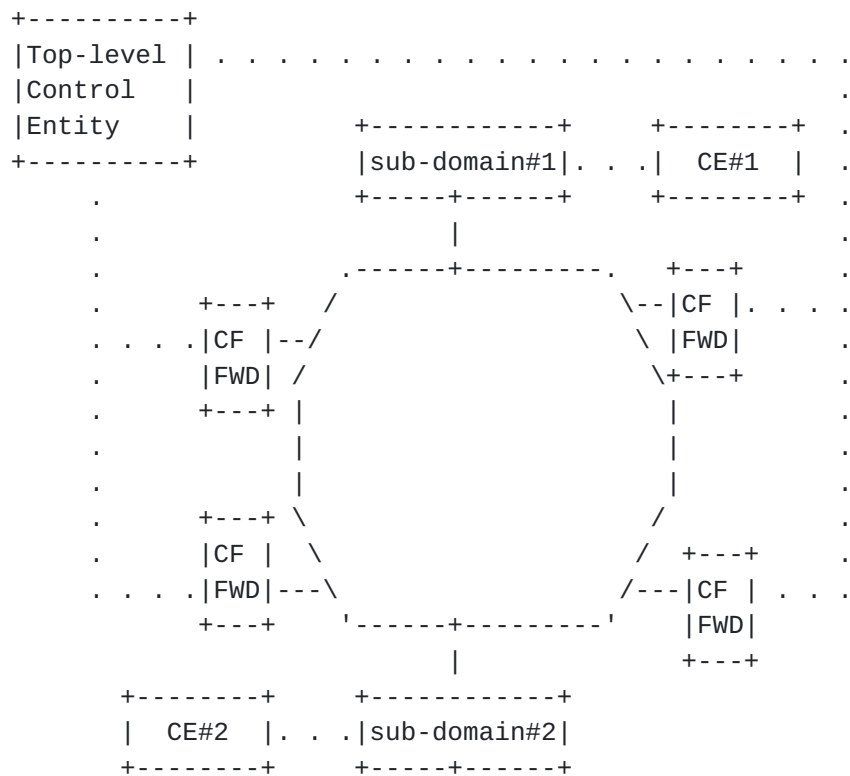 Top-level
Control
Entity
sub-domain#1
CE#1
CF
FWD
CF
FWD
CF
FWD
CF
FWD
CE#2
sub-domain#2